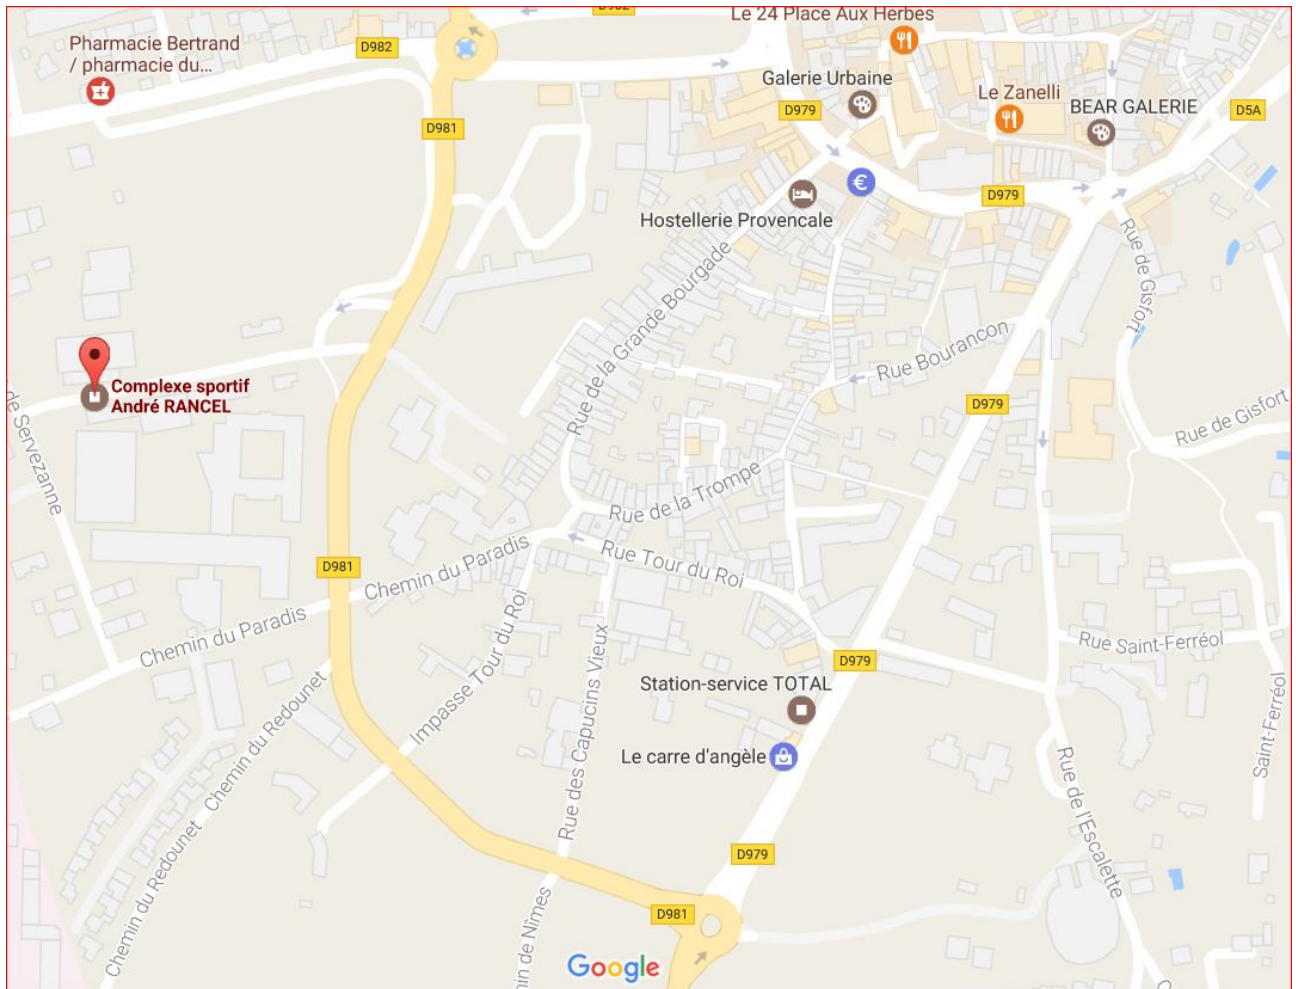 D982
Le 24 Place Aux Herbes
Pharmacie Bertrand
/ pharmacie du...
D982
Galerie Urbaine
Le Zanelli
BEAR GALERIE
D979
D5A
D981
D979
Hostellerie Provencale
Rue de Gisfort
Rue de la Grande Bourgade
Rue Bourancon
Complexe sportif
André RANCEL
D979
Rue de Gisfort
de Servezanne
Rue de la Trompe
Rue Tour du Roi
D981
Chemin du Paradis
Chemin du Paradis
Impasse Tour du Roi
Rue des Capucins Vieux
Rue Saint-Ferréol
D979
Station-service TOTAL
Chemin du Redounet
Saint-Ferréol
Le carre d'angèle
Rue de l'Escalette
Chemin du Redounet
D979
D981
in de Nîmes
Google